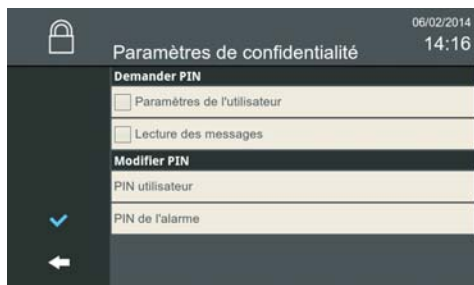 06/02/2014
14:16
Paramètres de confidentialité
Demander PIN
Paramètres de l'utilisateur
Lecture des messages
Modifier PIN
PIN utilisateur
PIN de l'alarme